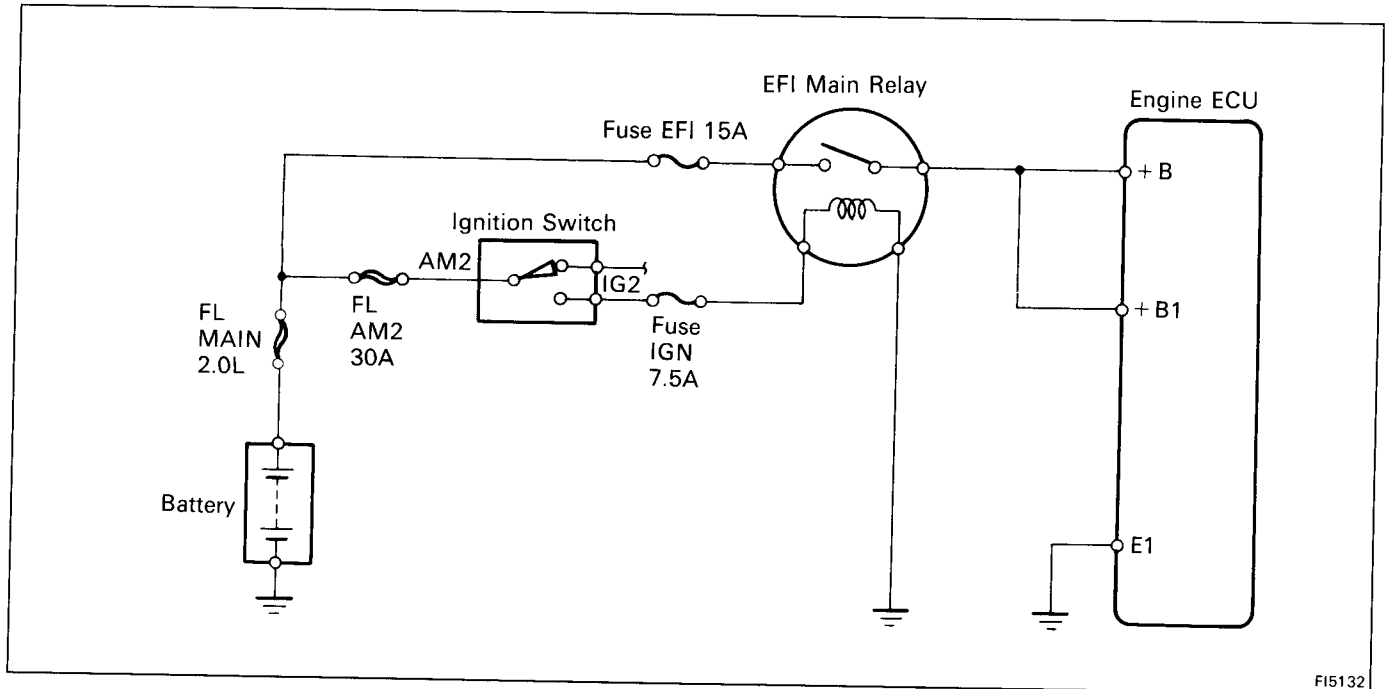 EFI Main Relay
Engine ECU
Fuse EFI 15A
+ B
Ignition Switch
AM2
IG2
FL
MAIN
2.0L
FL
AM2
30A
Fuse
IGN
7.5A
+ B1
Battery
E1
FI5132